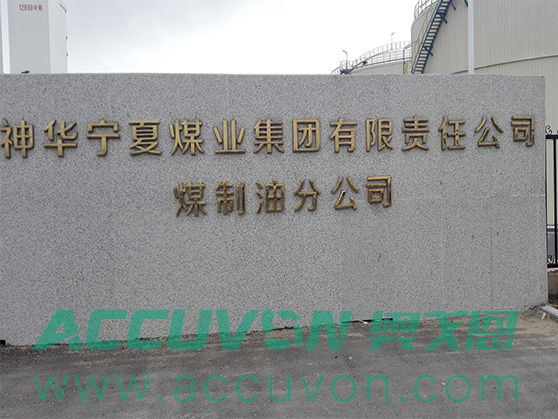 神华宁夏煤业集团有限责任公司
煤制油分公司
ACCUVON 奥戈恩
www.accuvon.com